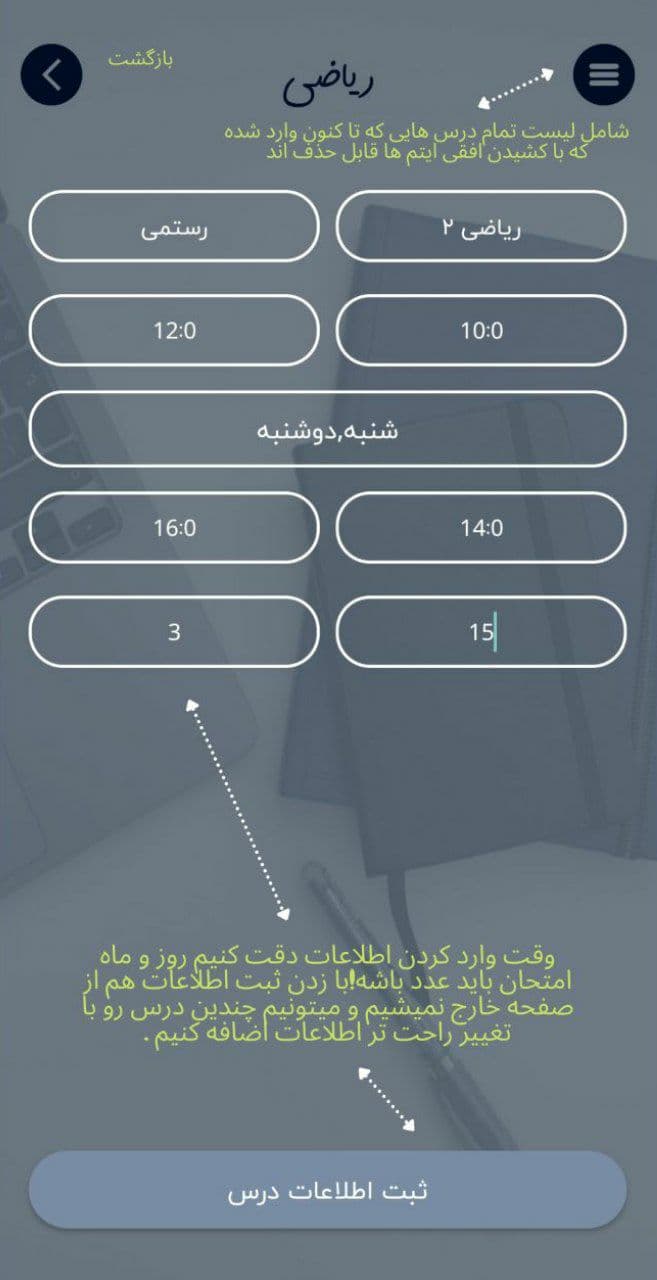 بازگشت
ریاضی
شامل لیست تمام درس هایی که تا کنون وارد شده
که با کشیدن افقی ایتم ها قابل حذف اند
ریاضی ۲
رستمی
10:0
12:0
شنبه,دوشنبه
14:0
16:0
15
3
وقت وارد کردن اطلاعات دقت کنیم روز و ماه
امتحان باید عدد باشه!با زدن ثبت اطلاعات هم از
صفحه خارج نمیشیم و میتونیم چندین درس رو با
تغییر راحت تر اطلاعات اضافه کنیم .
ثبت اطلاعات درس